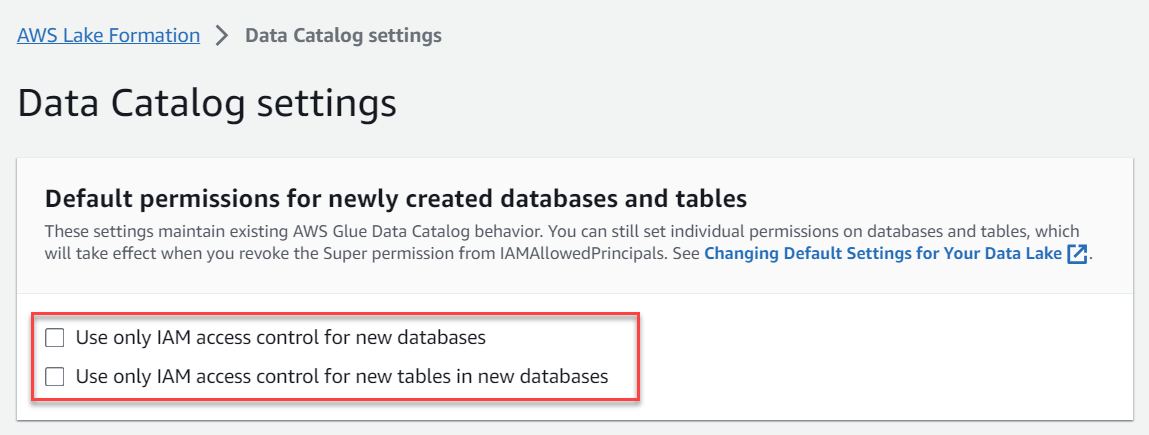 AWS Lake Formation > Data Catalog settings
Data Catalog settings
Default permissions for newly created databases and tables
These settings maintain existing AWS Glue Data Catalog behavior. You can still set individual permissions on databases and tables, which
will take effect when you revoke the Super permission from IAMAllowedPrincipals. See Changing Default Settings for Your Data Lake.
Use only IAM access control for new databases
Use only IAM access control for new tables in new databases